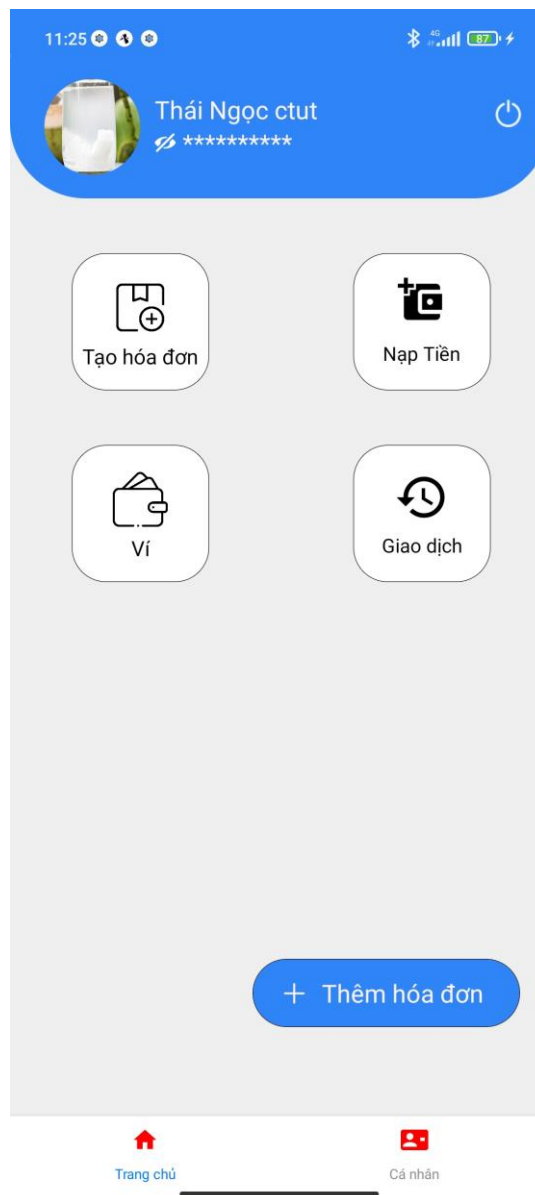 11:25
4G
87
Thái Ngọc ctut
**********
Tạo hóa đơn
Nạp Tiền
Ví
Giao dịch
+ Thêm hóa đơn
Trang chủ
Cá nhân